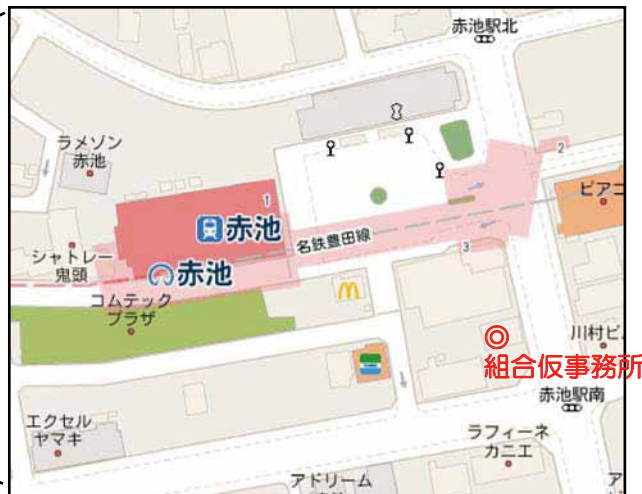 赤池駅北
ラメゾン
赤池
1
2
赤池
ピアゴ
名鉄豊田線
3
シャトレー
鬼頭
赤池
コムテック
プラザ
川村ビ
組合仮事務所
赤池駅南
エクセル
ヤマキ
ラフィーネ
カニエ
アドリーム